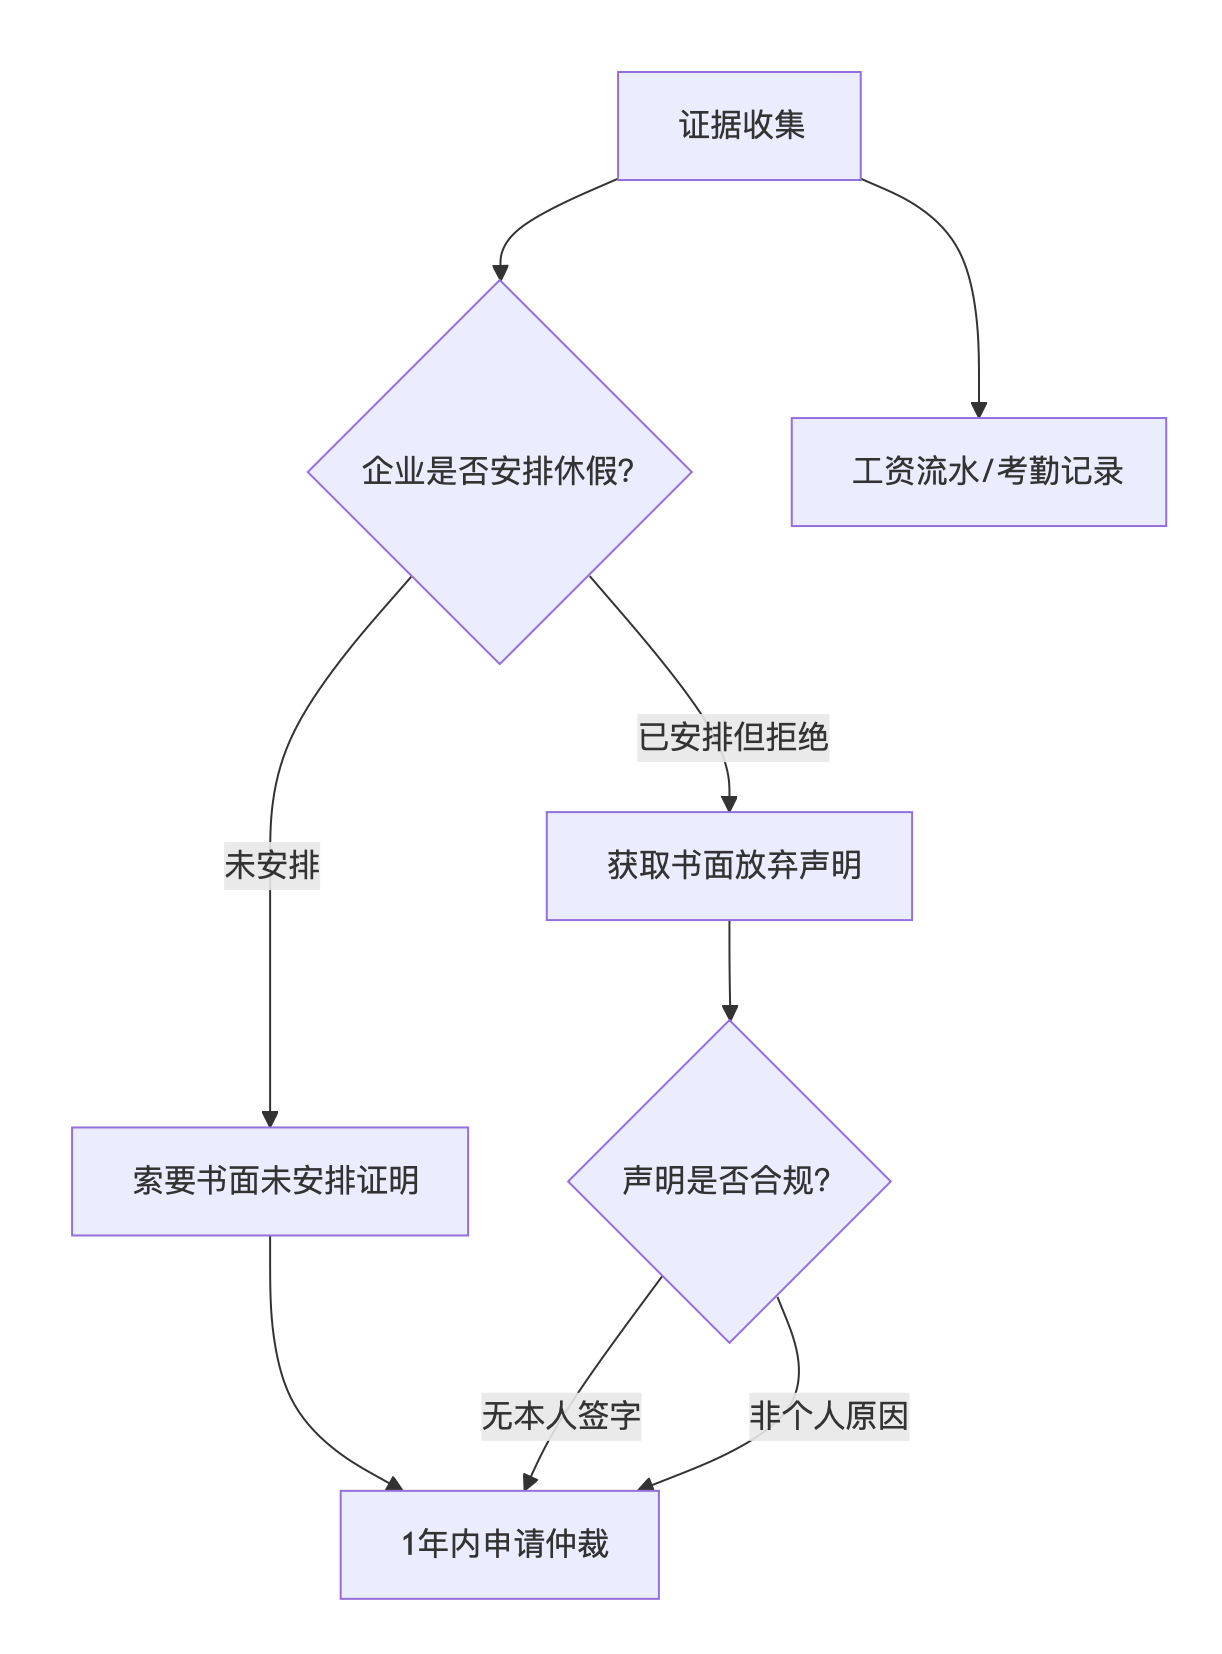 证据收集
企业是否安排休假?
工资流水/考勤记录
已安排但拒绝
未安排
获取书面放弃声明
索要书面未安排证明
声明是否合规?
无本人签字
非个人原因
1年内申请仲裁